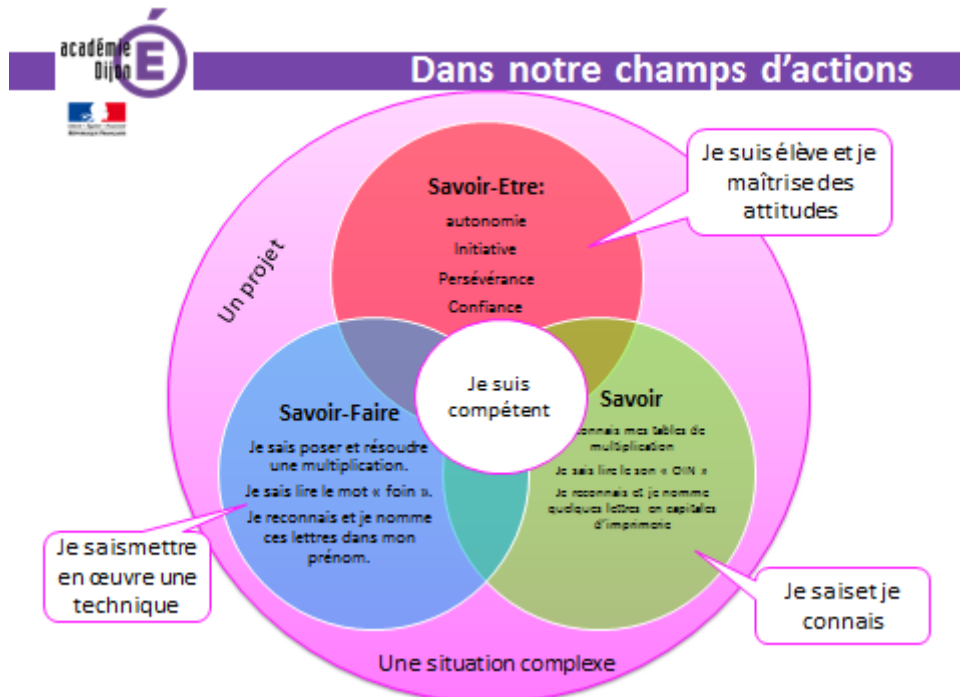 académie
Dijon
É
Dans notre champs d'actions
RÉPUBLIQUE FRANÇAISE
Je suis élève et je
maîtrise des
attitudes
Savoir-Etre:
autonomie
Initiative
Persévérance
Confiance
Un projet
Je suis
compétent
Savoir-Faire
Je sais poser et résoudre
une multiplication.
Je sais lire le mot « foin ».
Je reconnais et je nomme
ces lettres dans mon
prénom.
Savoir
connais mes tables de
multiplication
Je sais lire le son « OIN »
Je reconnais et je nomme
quelques lettres en capitales
d'imprimerie
Je saismettre
en œuvre une
technique
Je saiset je
connais
Une situation complexe